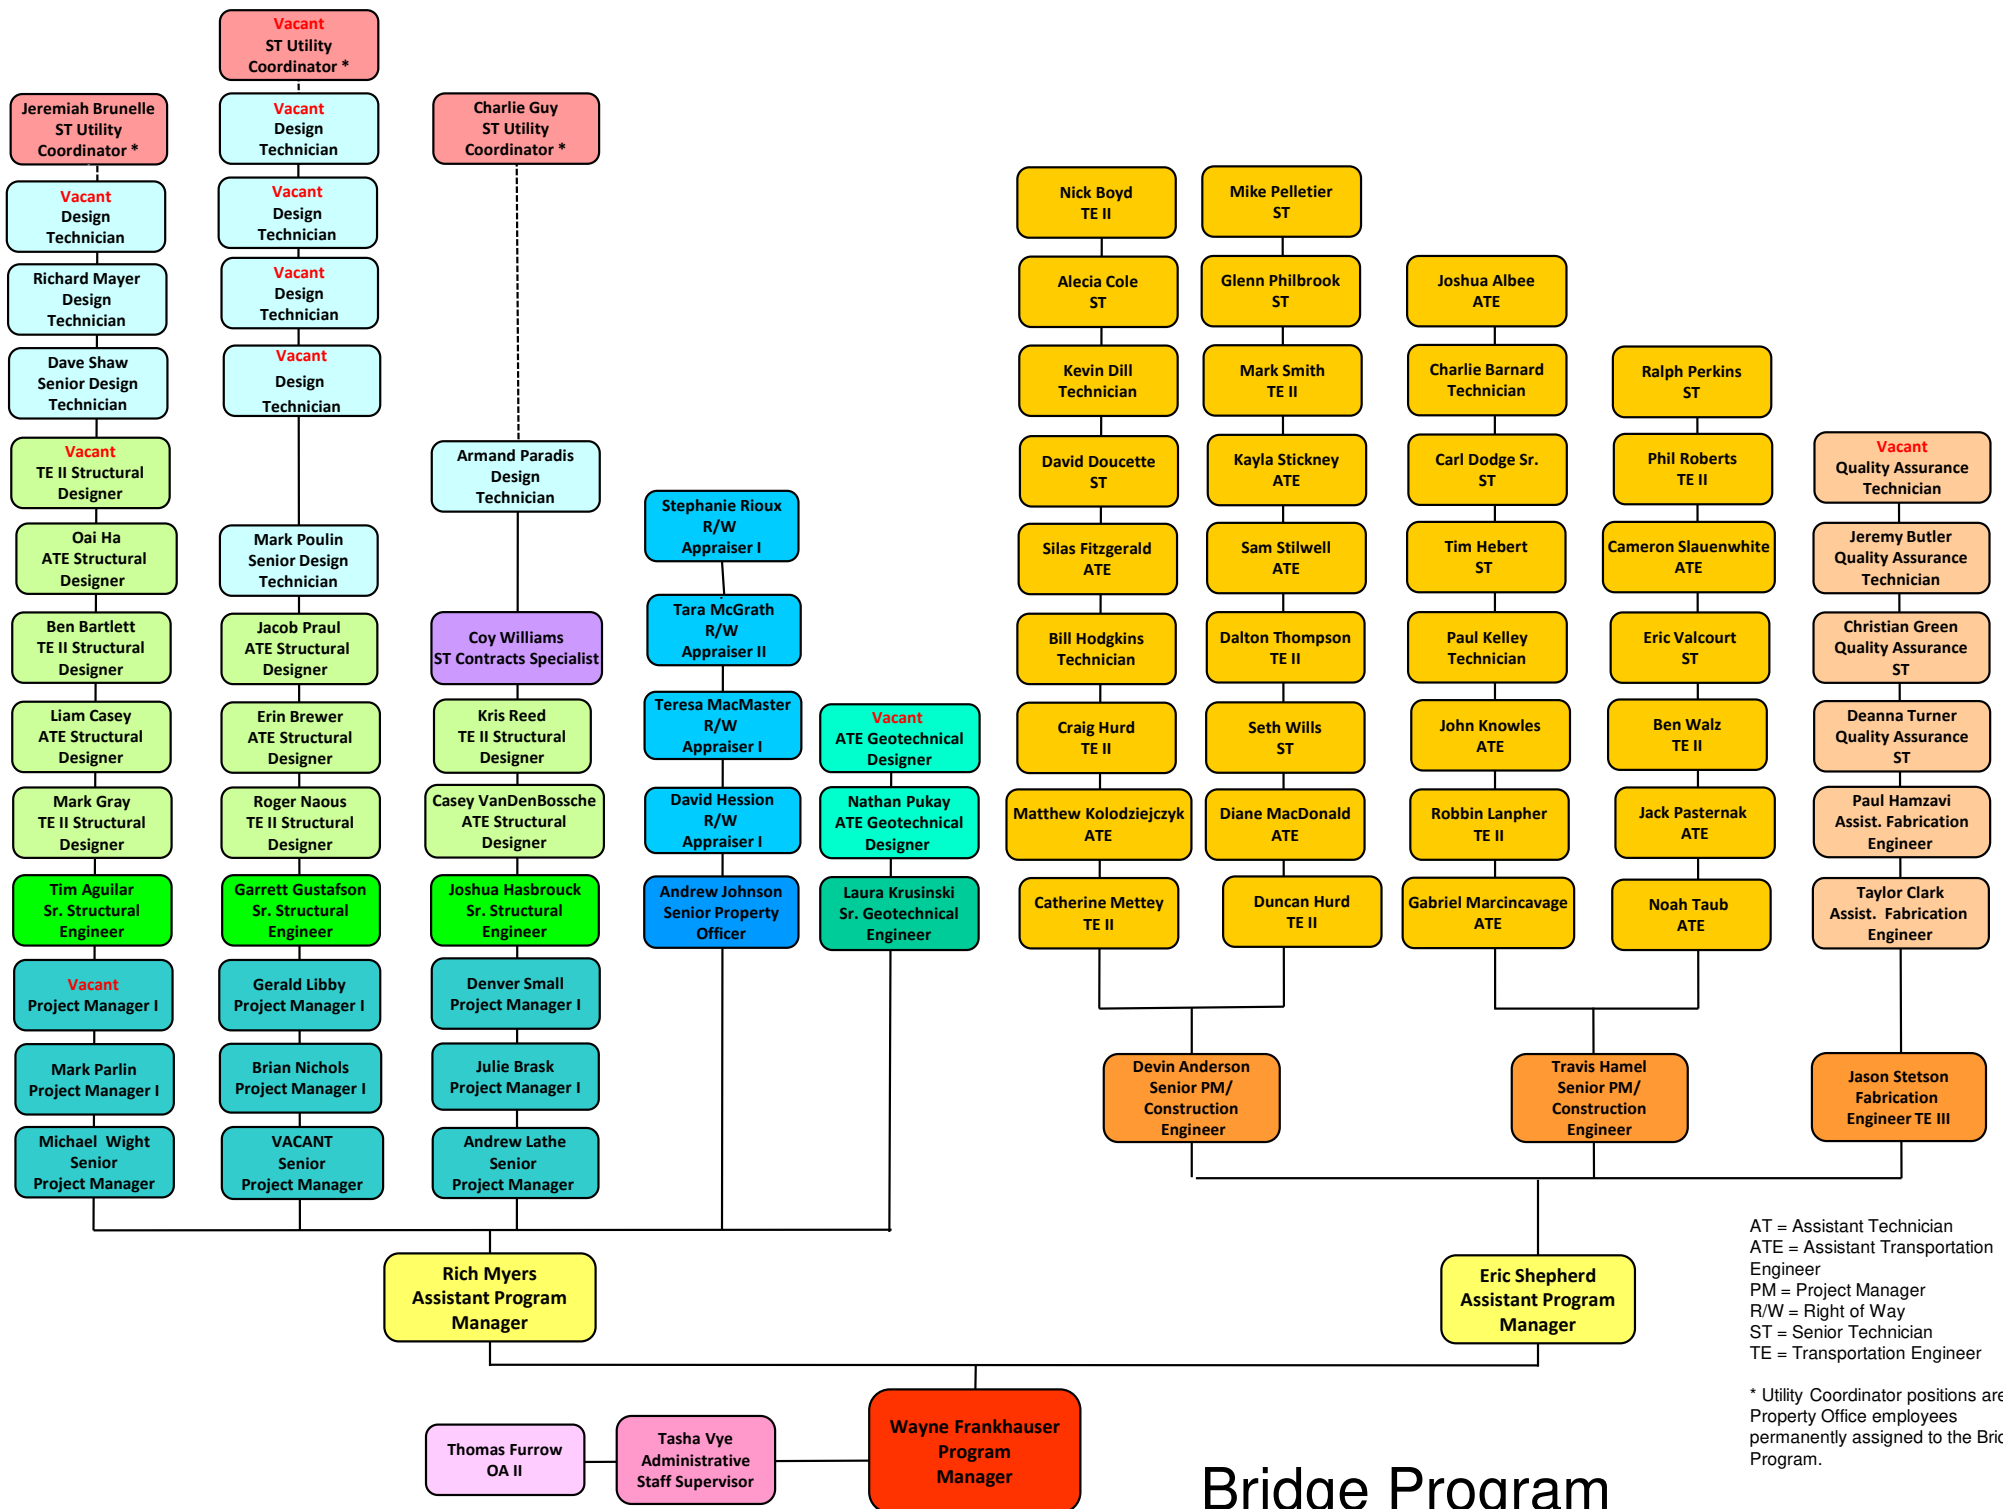 Vacant
ST Utility
Coordinator *
Jeremiah Brunelle
ST Utility
Coordinator *
Vacant
Design
Technician
Richard Mayer
Design
Technician
Dave Shaw
Senior Design
Technician
Vacant
TE II Structural
Designer
Oai Ha
ATE Structural
Designer
Ben Bartlett
TE II Structural
Designer
Liam Casey
ATE Structural
Designer
Mark Gray
TE II Structural
Designer
Tim Aguilar
Sr. Structural
Engineer
Vacant
Project Manager I
Mark Parlin
Project Manager I
Michael Wight
Senior
Project Manager
Vacant
Design
Technician
Vacant
Design
Technician
Vacant
Design
Technician
Vacant
Design
Technician
Mark Poulin
Senior Design
Technician
Jacob Praul
ATE Structural
Designer
Erin Brewer
ATE Structural
Designer
Roger Naous
TE II Structural
Designer
Garrett Gustafson
Sr. Structural
Engineer
Gerald Libby
Project Manager I
Brian Nichols
Project Manager I
VACANT
Senior
Project Manager
Charlie Guy
ST Utility
Coordinator *
Armand Paradis
Design
Technician
Coy Williams
ST Contracts Specialist
Kris Reed
TE II Structural
Designer
Casey VanDenBossche
ATE Structural
Designer
Joshua Hasbrouck
Sr. Structural
Engineer
Denver Small
Project Manager I
Julie Brask
Project Manager I
Andrew Lathe
Senior
Project Manager
Stephanie Rioux
R/W
Appraiser I
Tara McGrath
R/W
Appraiser II
Teresa MacMaster
R/W
Appraiser I
David Hession
R/W
Appraiser I
Andrew Johnson
Senior Property
Officer
Vacant
ATE Geotechnical
Designer
Nathan Pukay
ATE Geotechnical
Designer
Laura Krusinski
Sr. Geotechnical
Engineer
Nick Boyd
TE II
Alecia Cole
ST
Kevin Dill
Technician
David Doucette
ST
Silas Fitzgerald
ATE
Bill Hodgkins
Technician
Craig Hurd
TE II
Matthew Kolodziejczyk
ATE
Catherine Mettey
TE II
Mike Pelletier
ST
Glenn Philbrook
ST
Mark Smith
TE II
Kayla Stickney
ATE
Sam Stilwell
ATE
Dalton Thompson
TE II
Seth Wills
ST
Diane MacDonald
ATE
Duncan Hurd
TE II
Joshua Albee
ATE
Charlie Barnard
Technician
Carl Dodge Sr.
ST
Tim Hebert
ST
Paul Kelley
Technician
John Knowles
ATE
Robbin Lanpher
TE II
Gabriel Marcincavage
ATE
Ralph Perkins
ST
Phil Roberts
TE II
Cameron Slauenwhite
ATE
Eric Valcourt
ST
Ben Walz
TE II
Jack Pasternak
ATE
Noah Taub
ATE
Vacant
Quality Assurance
Technician
Jeremy Butler
Quality Assurance
Technician
Christian Green
Quality Assurance
ST
Deanna Turner
Quality Assurance
ST
Paul Hamzavi
Assist. Fabrication
Engineer
Taylor Clark
Assist. Fabrication
Engineer
Devin Anderson
Senior PM/
Construction
Engineer
Travis Hamel
Senior PM/
Construction
Engineer
Jason Stetson
Fabrication
Engineer TE III
Rich Myers
Assistant Program
Manager
Eric Shepherd
Assistant Program
Manager
AT = Assistant Technician
ATE = Assistant Transportation
Engineer
PM = Project Manager
R/W = Right of Way
ST = Senior Technician
TE = Transportation Engineer
* Utility Coordinator positions are
Property Office employees
permanently assigned to the Brid
Program.
Thomas Furrow
OA II
Tasha Vye
Administrative
Staff Supervisor
Wayne Frankhauser
Program
Manager
Bridge Program